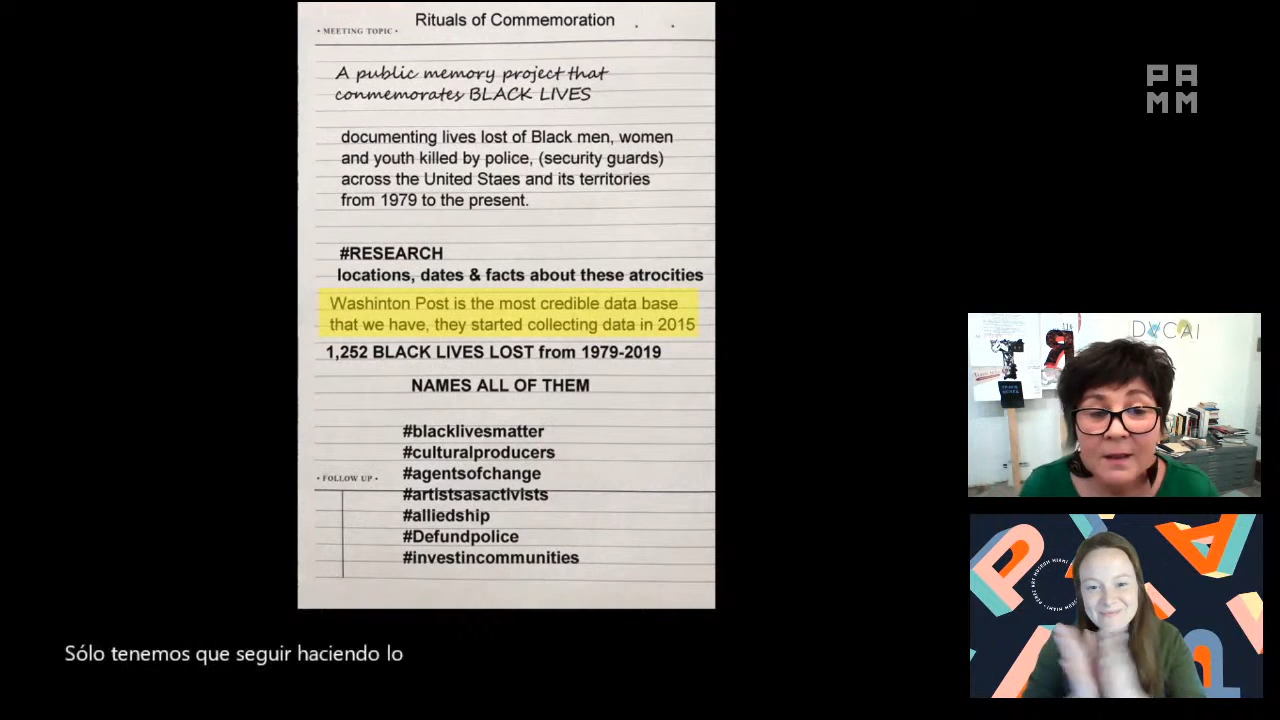 Rituals of Commemoration
• MEETING TOPIC •
A public memory project that
conmemorates BLACK LIVES
documenting lives lost of Black men, women
and youth killed by police, (security guards)
across the United Staes and its territories
from 1979 to the present.
#RESEARCH
locations, dates & facts about these atrocities
Washinton Post is the most credible data base
that we have, they started collecting data in 2015
1,252 BLACK LIVES LOST from 1979-2019
NAMES ALL OF THEM
#blacklivesmatter
#culturalproducers
#agentsofchange
• FOLLOW UP •
#artistsasactivists
#alliedship
#Defundpolice
#investincommunities
PA
MM
DVCAI
Sólo tenemos que seguir haciendo lo